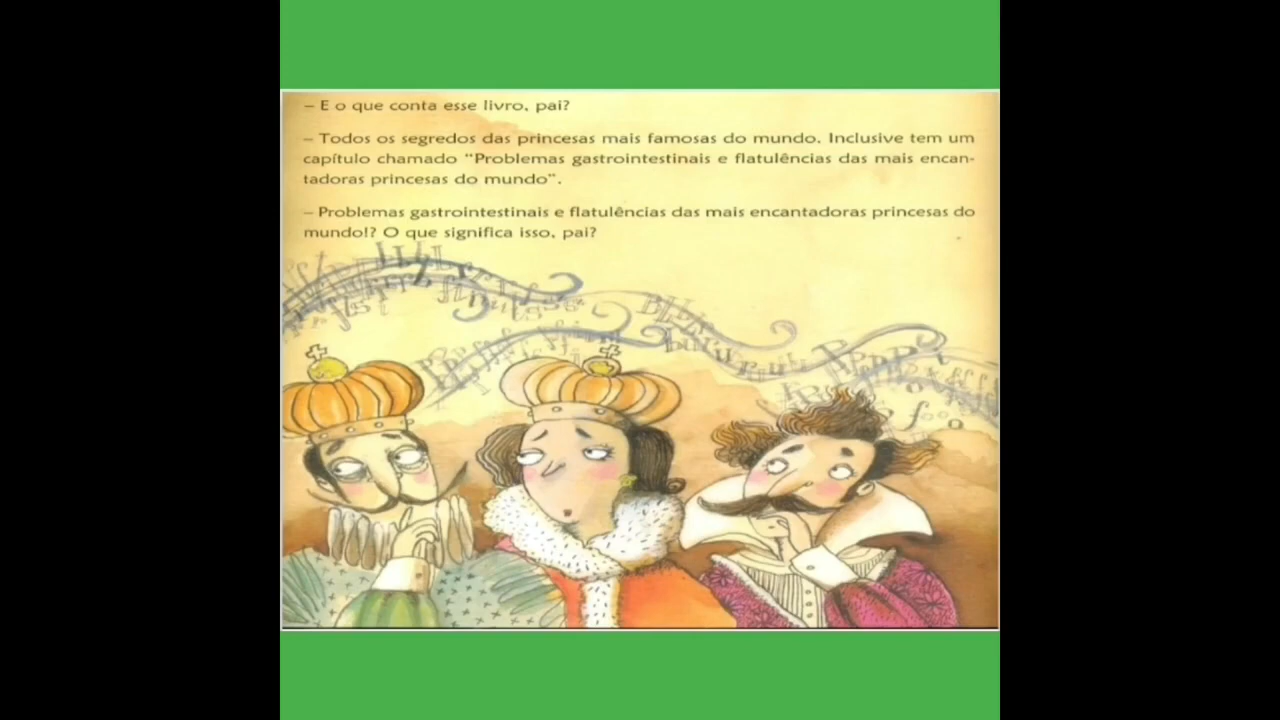 – E o que conta esse livro, pai?
– Todos os segredos das princesas mais famosas do mundo. Inclusive tem um
capítulo chamado “Problemas gastrointestinais e flatulências das mais encan-
tadoras princesas do mundo”.
– Problemas gastrointestinais e flatulências das mais encantadoras princesas do
mundo!? O que significa isso, pai?